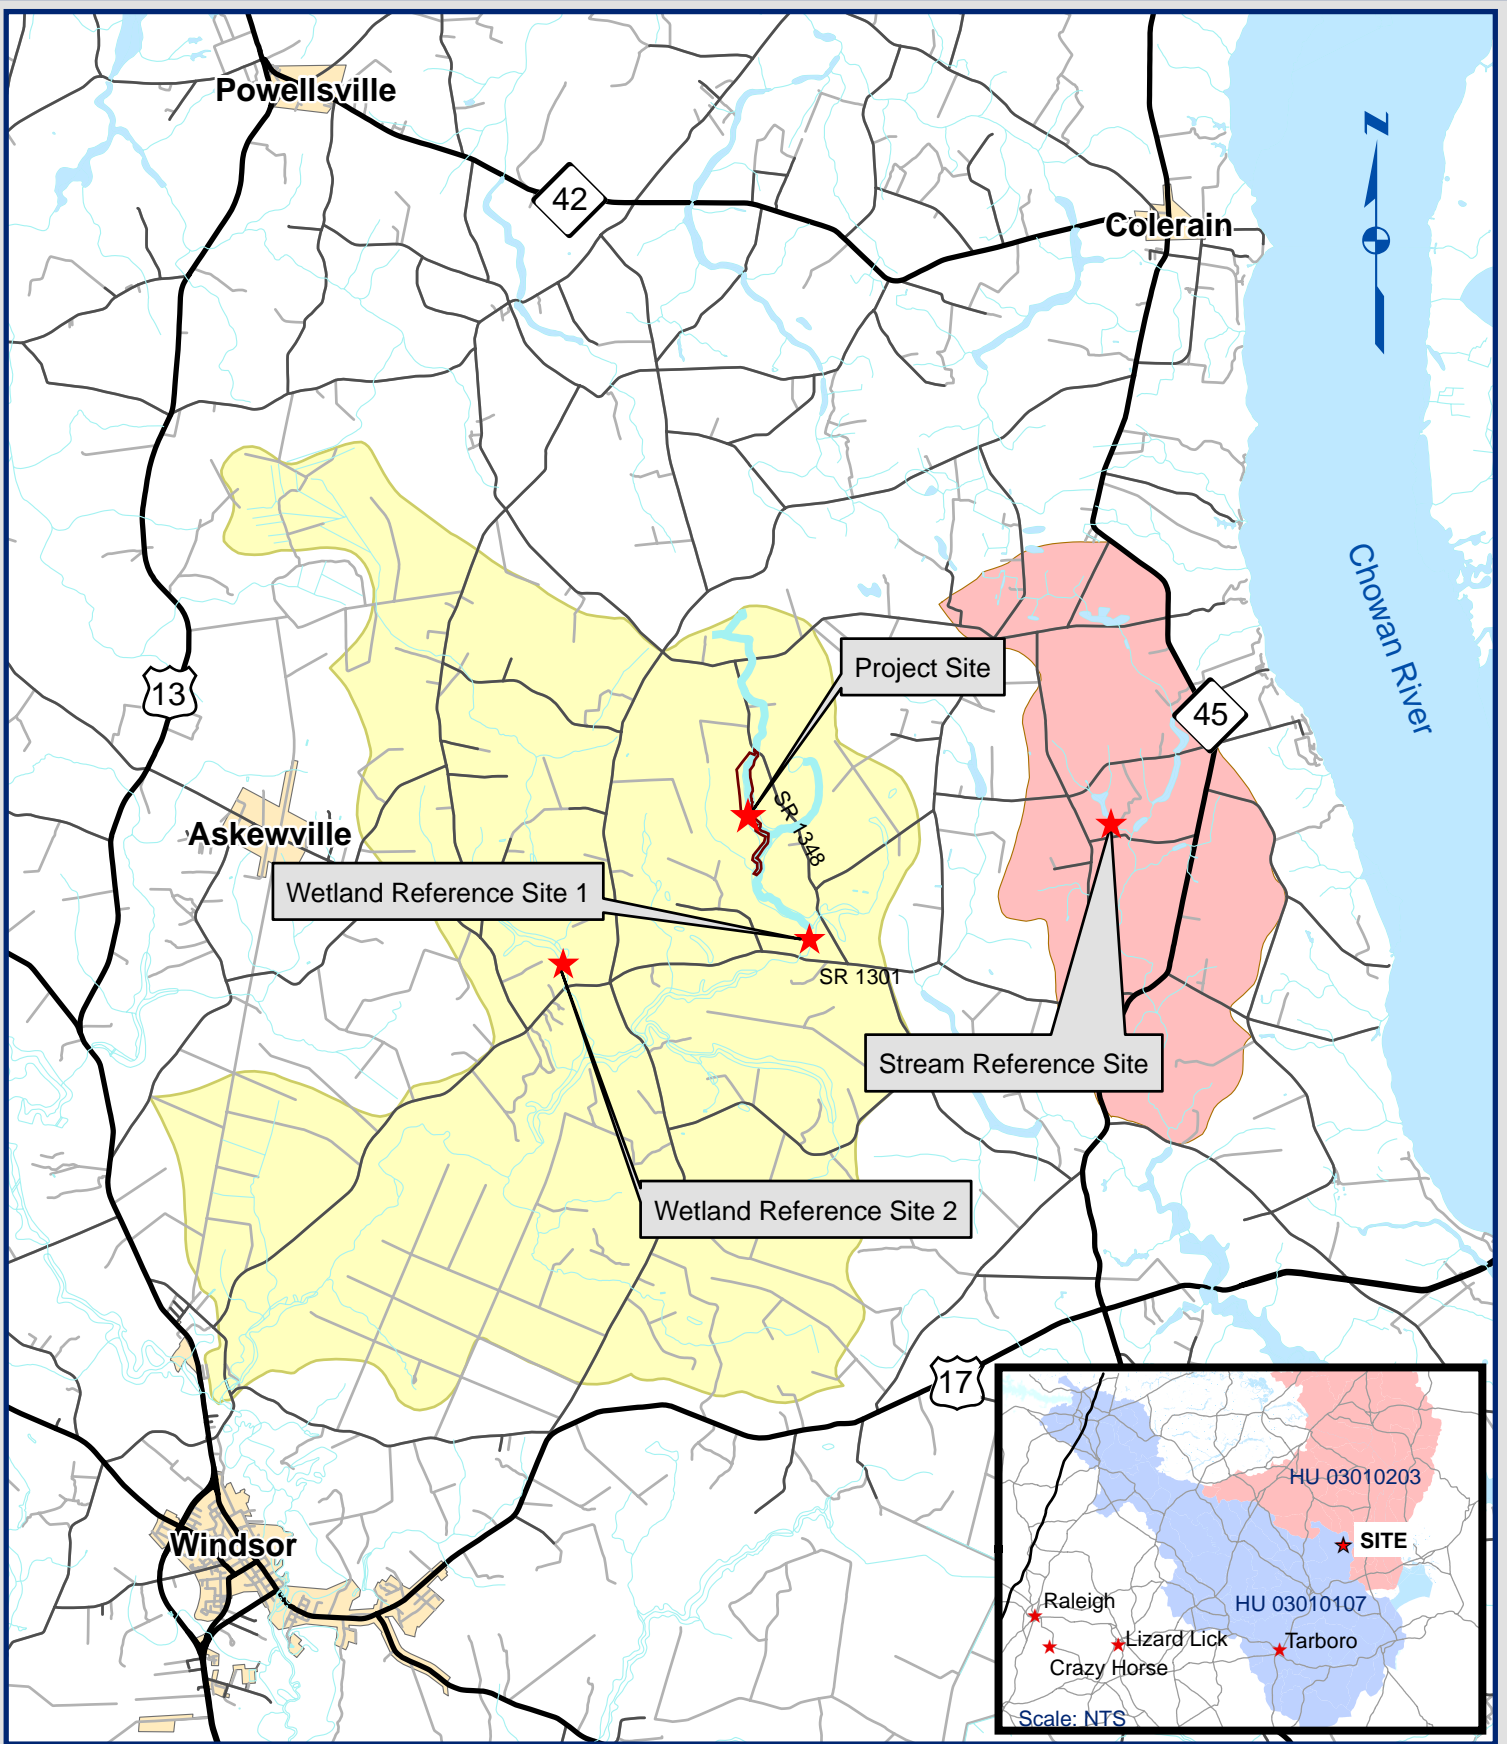 Powellsville
42
Colerain
N
Chowan River
Project Site
13
45
SR 1348
Askewville
Wetland Reference Site 1
SR 1301
Stream Reference Site
Wetland Reference Site 2
17
HU 03010203
SITE
Windsor
HU 03010107
Raleigh
Lizard Lick
Tarboro
Crazy Horse
Scale: NTS